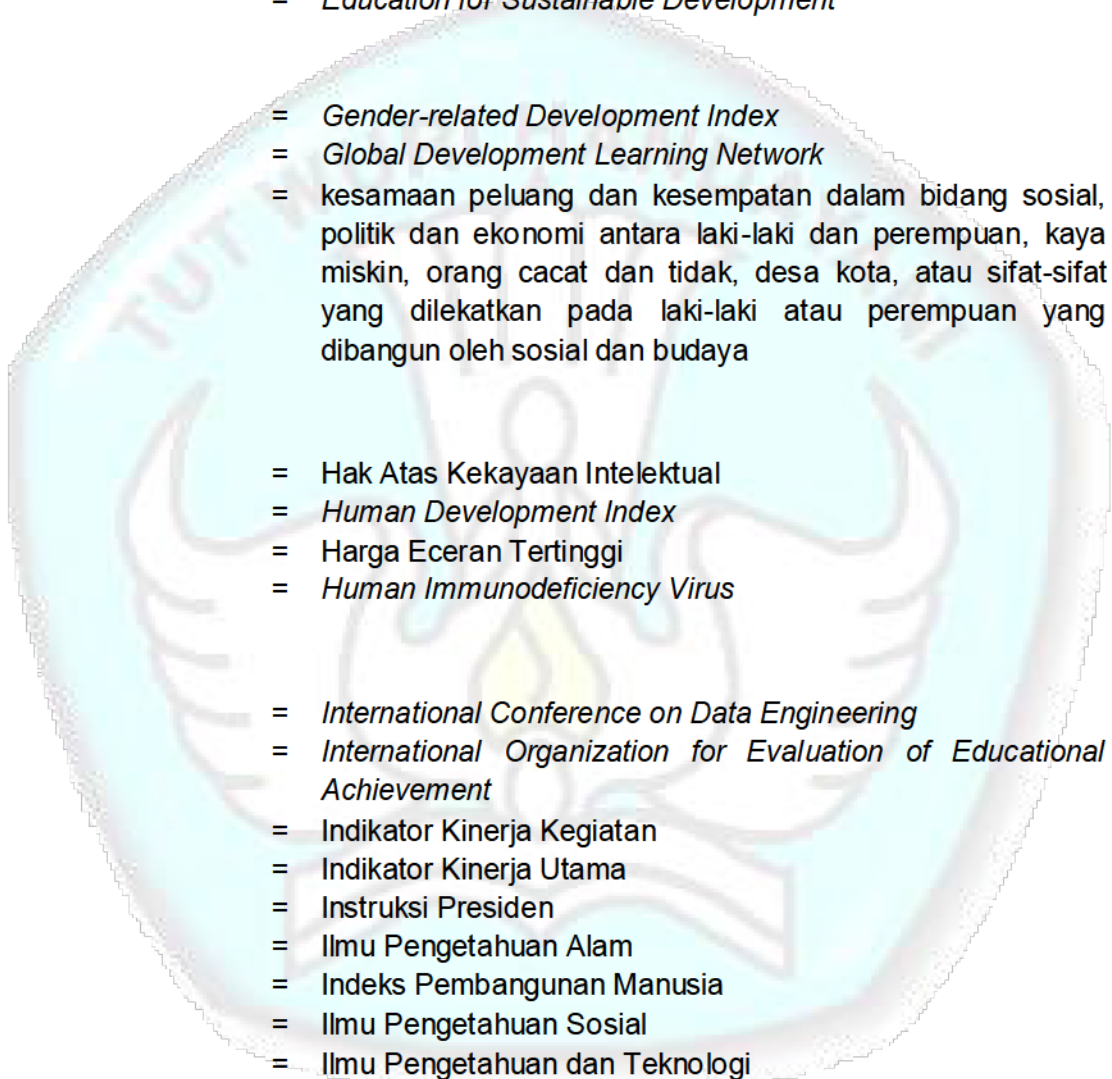 = Education for Sustainable Development
= Gender-related Development Index
= Global Development Learning Network
= kesamaan peluang dan kesempatan dalam bidang sosial,
politik dan ekonomi antara laki-laki dan perempuan, kaya
miskin, orang cacat dan tidak, desa kota, atau sifat-sifat
yang dilekatkan pada laki-laki atau perempuan yang
dibangun oleh sosial dan budaya
= Hak Atas Kekayaan Intelektual
= Human Development Index
= Harga Eceran Tertinggi
= Human Immunodeficiency Virus
= International Conference on Data Engineering
= International Organization for Evaluation of Educational
Achievement
= Indikator Kinerja Kegiatan
= Indikator Kinerja Utama
= Instruksi Presiden
= Ilmu Pengetahuan Alam
= Indeks Pembangunan Manusia
= Ilmu Pengetahuan Sosial
= Ilmu Pengetahuan dan Teknologi
TUT WURI HANDAYANI